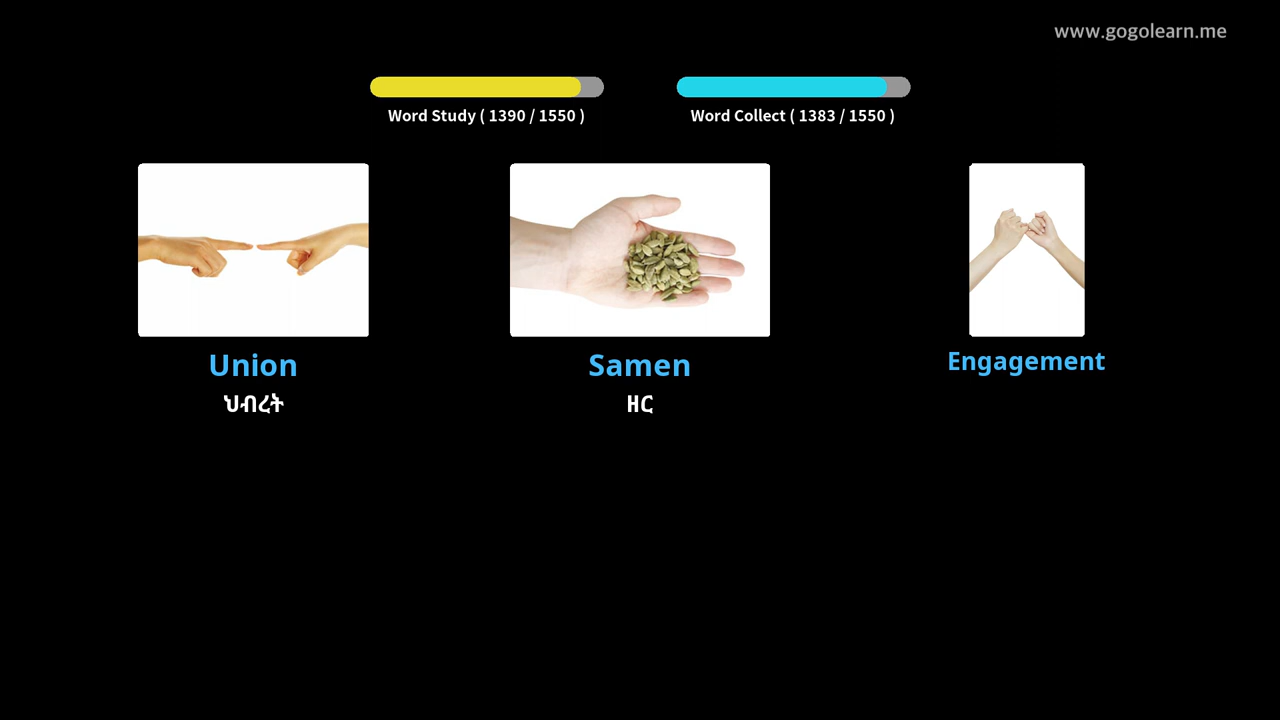 www.gogolearn.me
Word Study ( 1390 / 1550 )
Word Collect ( 1383 / 1550 )
Union
ህብረት
Samen
ዘር
Engagement